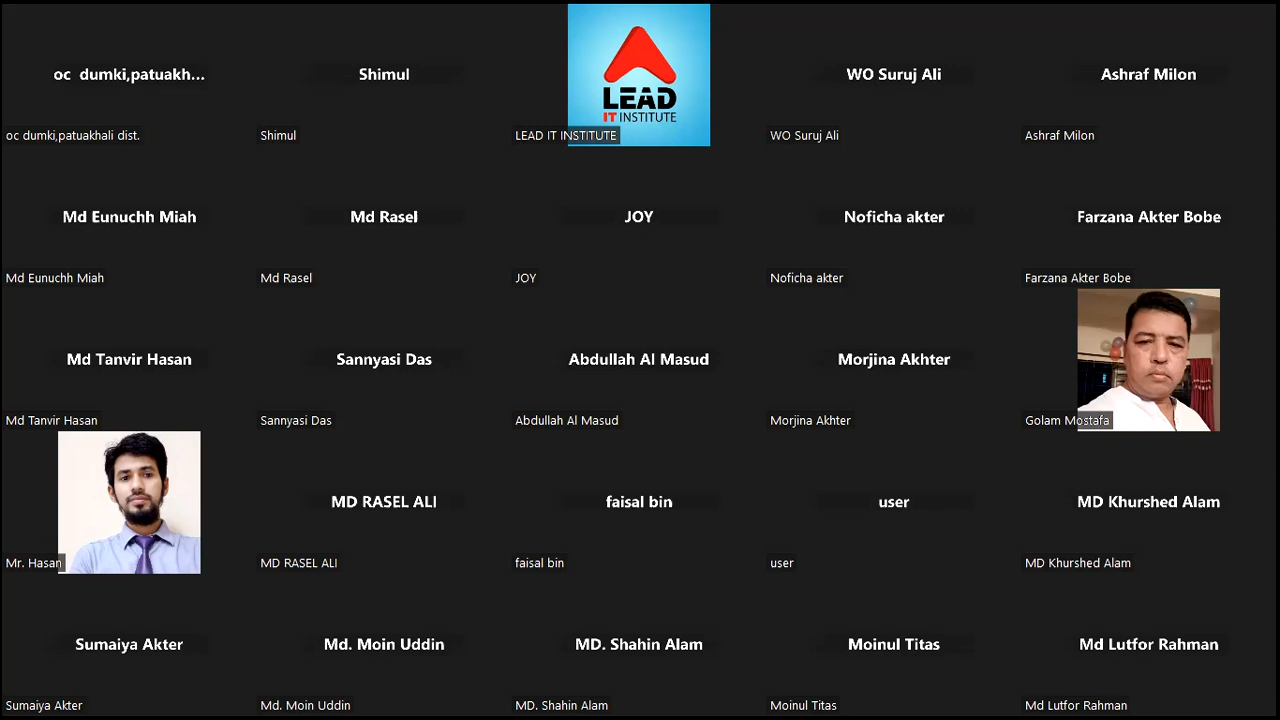 oc dumki,patuakh...
Shimul
LEAD
IT INSTITUTE
WO Suruj Ali
Ashraf Milon
oc dumki,patuakhali dist.
Shimul
LEAD IT INSTITUTE
WO Suruj Ali
Ashraf Milon
Md Eunuchh Miah
Md Rasel
JOY
Noficha akter
Farzana Akter Bobe
Md Eunuchh Miah
Md Rasel
JOY
Noficha akter
Farzana Akter Bobe
Md Tanvir Hasan
Sannyasi Das
Abdullah Al Masud
Morjina Akhter
Md Tanvir Hasan
Sannyasi Das
Abdullah Al Masud
Morjina Akhter
Golam Mostafa
MD RASEL ALI
faisal bin
user
MD Khurshed Alam
Mr. Hasan
MD RASEL ALI
faisal bin
user
MD Khurshed Alam
Sumaiya Akter
Md. Moin Uddin
MD. Shahin Alam
Moinul Titas
Md Lutfor Rahman
Sumaiya Akter
Md. Moin Uddin
MD. Shahin Alam
Moinul Titas
Md Lutfor Rahman